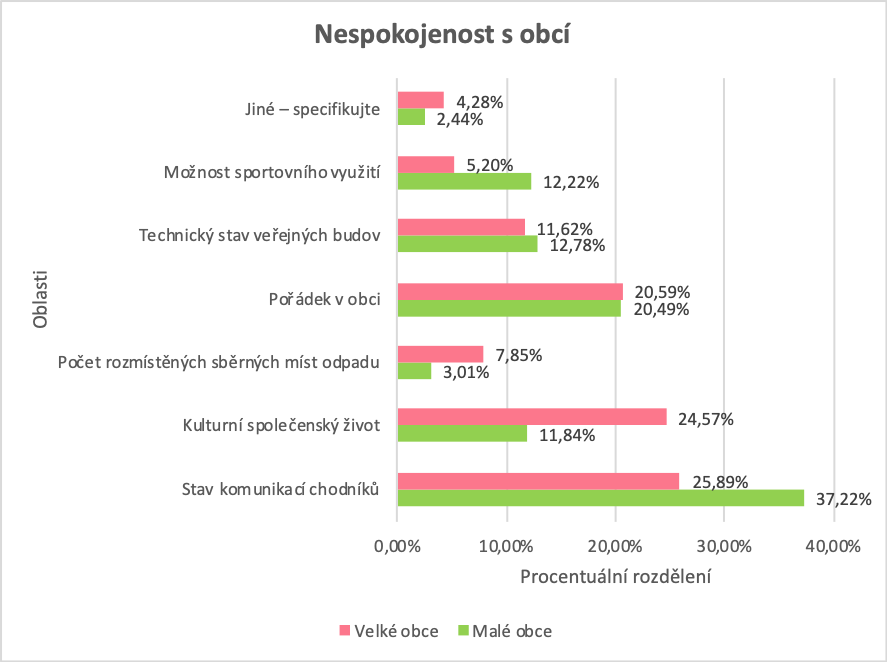 Nespokojenost s obcí
Jiné – specifikujte
4,28%
2,44%
Možnost sportovního využití
5,20%
12,22%
Technický stav veřejných budov
11,62%
12,78%
Pořádek v obci
20,59%
20,49%
Počet rozmístěných sběrných míst odpadu
7,85%
3,01%
Kulturní společenský život
24,57%
11,84%
Stav komunikací chodníků
25,89%
37,22%
Oblasti
0,00% 10,00% 20,00% 30,00% 40,00%
Procentuální rozdělení
Velké obce Malé obce